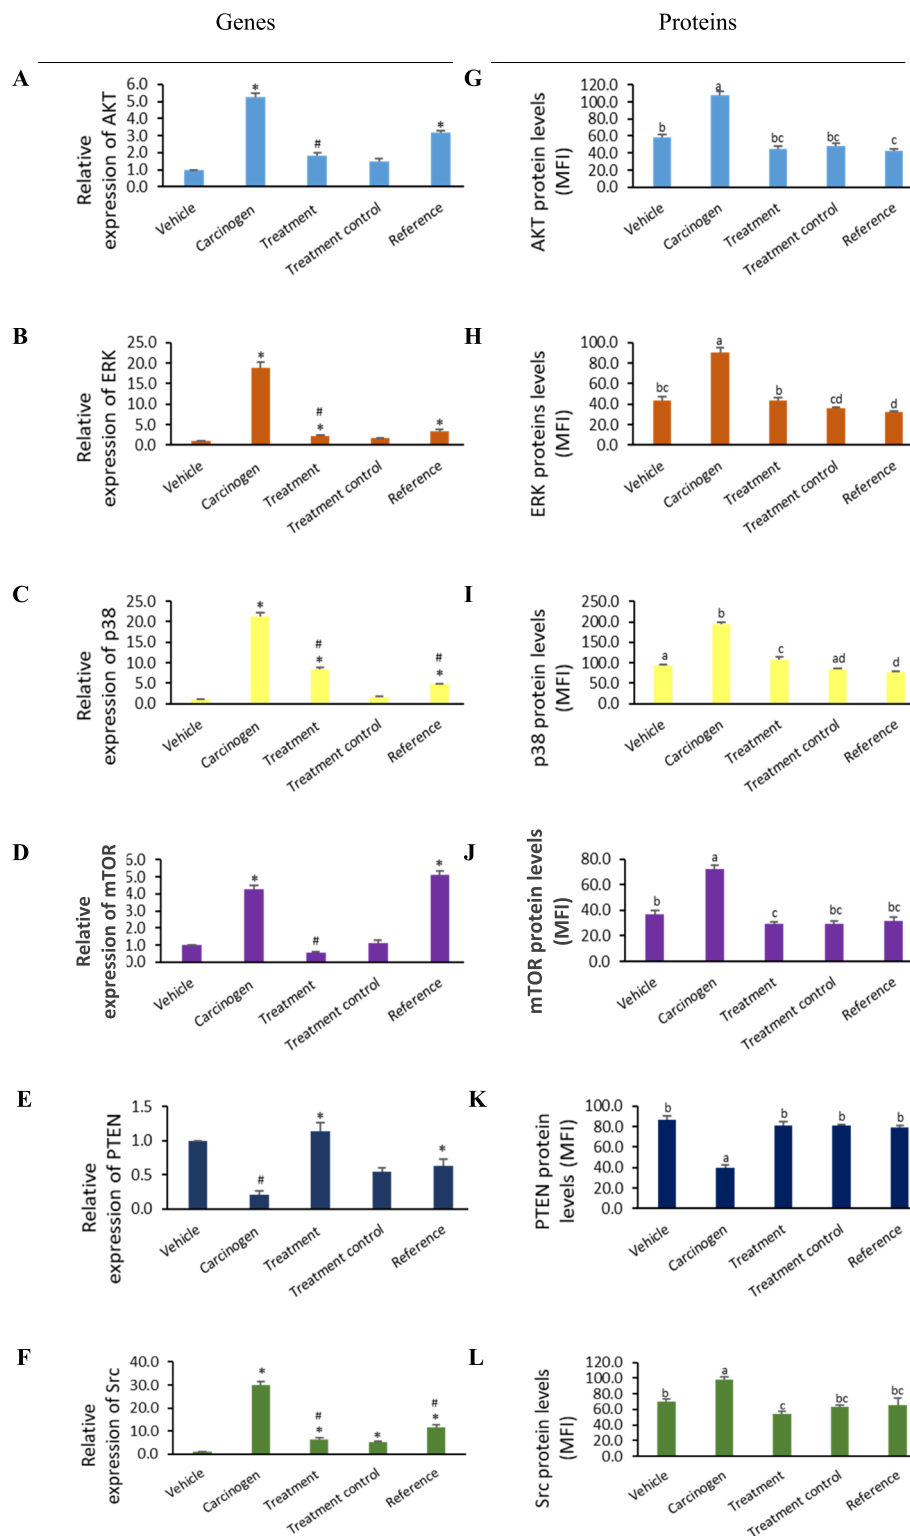 Genes
Proteins
A
Relative
expression of AKT
6.0
5.0
4.0
3.0
2.0
1.0
0.0
*
#
*
Vehicle
Carcinogen
Treatment
Treatment control
Reference
G
AKT protein levels
(MFI)
120.0
100.0
80.0
60.0
40.0
20.0
0.0
b
a
bc
bc
c
Vehicle
Carcinogen
Treatment
Treatment control
Reference
B
Relative
expression of ERK
25.0
20.0
15.0
10.0
5.0
0.0
*
#
*
*
Vehicle
Carcinogen
Treatment
Treatment control
Reference
H
ERK proteins levels
(MFI)
100.0
80.0
60.0
40.0
20.0
0.0
bc
a
b
cd
d
Vehicle
Carcinogen
Treatment
Treatment control
Reference
C
Relative
expression of p38
25.0
20.0
15.0
10.0
5.0
0.0
*
#
*
#
*
Vehicle
Carcinogen
Treatment
Treatment control
Reference
I
p38 protein levels
(MFI)
250.0
200.0
150.0
100.0
50.0
0.0
a
b
c
ad
d
Vehicle
Carcinogen
Treatment
Treatment control
Reference
D
Relative
expression of mTOR
6.0
5.0
4.0
3.0
2.0
1.0
0.0
*
#
*
Vehicle
Carcinogen
Treatment
Treatment control
Reference
J
mTOR protein levels
(MFI)
80.0
60.0
40.0
20.0
0.0
b
a
c
bc
bc
Vehicle
Carcinogen
Treatment
Treatment control
Reference
E
Relative
expression of PTEN
1.5
1.0
0.5
0.0
#
*
*
Vehicle
Carcinogen
Treatment
Treatment control
Reference
K
PTEN protein
levels (MFI)
100.0
80.0
60.0
40.0
20.0
0.0
b
a
b
b
b
Vehicle
Carcinogen
Treatment
Treatment control
Reference
F
Relative
expression of Src
40.0
30.0
20.0
10.0
0.0
*
#
*
*
#
*
Vehicle
Carcinogen
Treatment
Treatment control
Reference
L
Src protein levels
(MFI)
120.0
100.0
80.0
60.0
40.0
20.0
0.0
b
a
c
bc
bc
Vehicle
Carcinogen
Treatment
Treatment control
Reference